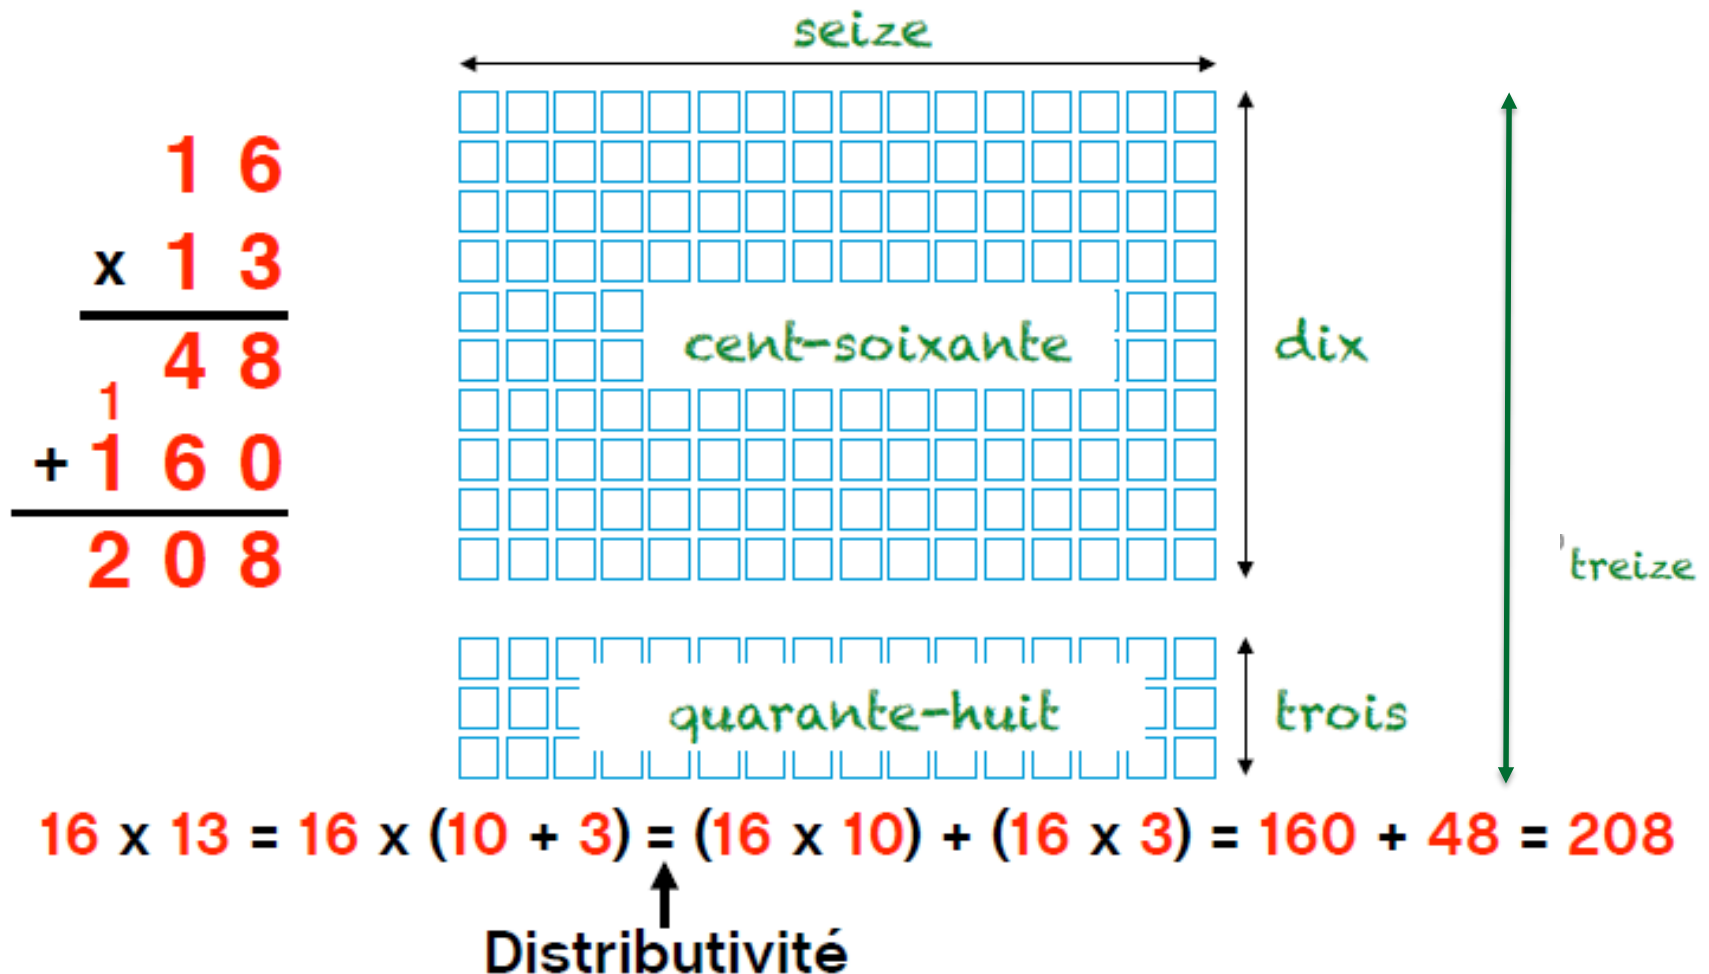 seize
1 6
x 1 3
4 8
1
+ 1 6 0
2 0 8
cent-soixante
dix
treize
quarante-huit
trois
16 x 13 = 16 x (10 + 3) = (16 x 10) + (16 x 3) = 160 + 48 = 208
Distributivité